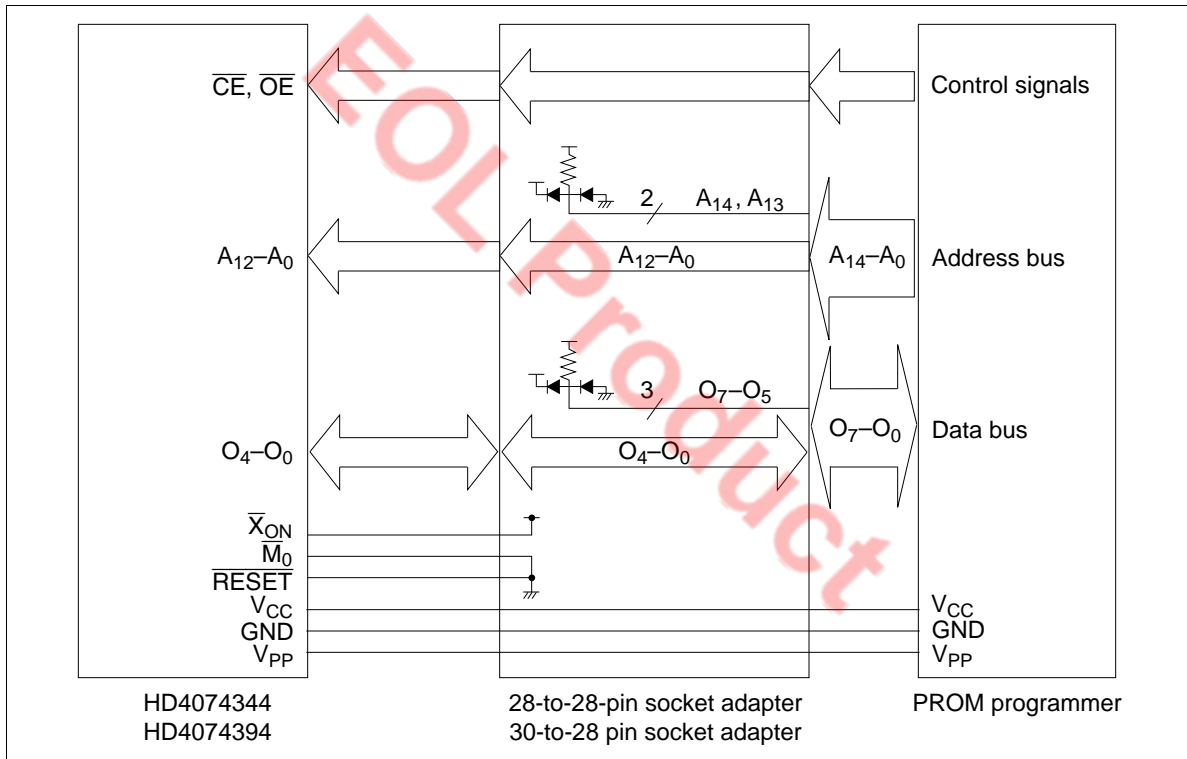 CE, OE
Control signals
2
A14, A13
A12–A0
A12–A0
A14–A0
Address bus
3
O7–O5
O4–O0
O4–O0
O7–O0
Data bus
XON
M0
RESET
VCC
VCC
GND
GND
VPP
VPP
HD4074344
HD4074394
28-to-28-pin socket adapter
30-to-28 pin socket adapter
PROM programmer
EOL Product